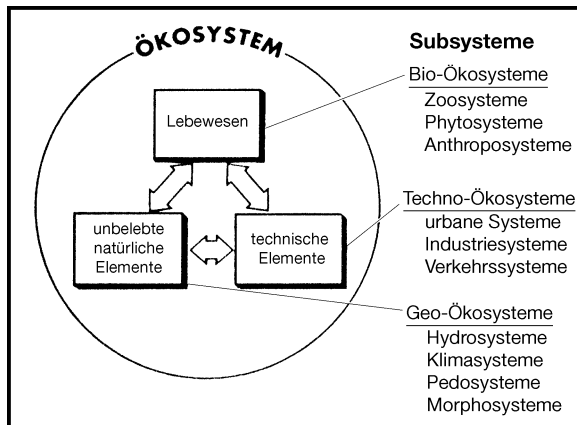 ÖKOSYSTEM
Lebewesen
unbelebte
natürliche
Elemente
technische
Elemente
Subsysteme
Bio-Ökosysteme
Zoosysteme
Phytosysteme
Anthroposysteme
Techno-Ökosysteme
urbane Systeme
Industriesysteme
Verkehrssysteme
Geo-Ökosysteme
Hydrosysteme
Klimasysteme
Pedosysteme
Morphosysteme